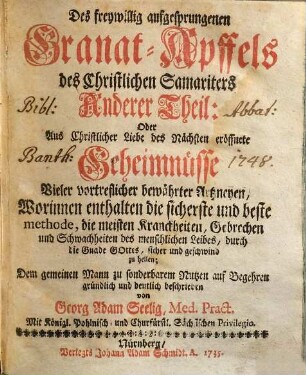 Des freywillig aufgesprungenen
Granat-Apffels
des Christlichen Samariters
Bibl: Anderer Theil: Abbat:
Oder
Aus Christlicher Liebe des Nächsten eröffnete
Banth: Geheimnüsse 1748.
Vieler vortreflicher bewährter Artzneyen,
Worinnen enthalten die sicherste und beste
methode, die meisten Kranckheiten, Gebrechen
und Schwachheiten des menschlichen Leibes, durch
die Gnade GOttes, sicher und geschwind
zu heilen;
Dem gemeinen Mann zu sonderbarem Nutzen auf Begehren
gründlich und deutlich beschrieben
von
Georg Adam Seelig, Med. Pract.
Mit Königl. Pohlnisch- und Churfürstl. Sächsischen Privilegio.
Nürnberg/
Verlegts Johann Adam Schmidt. A. 1735.